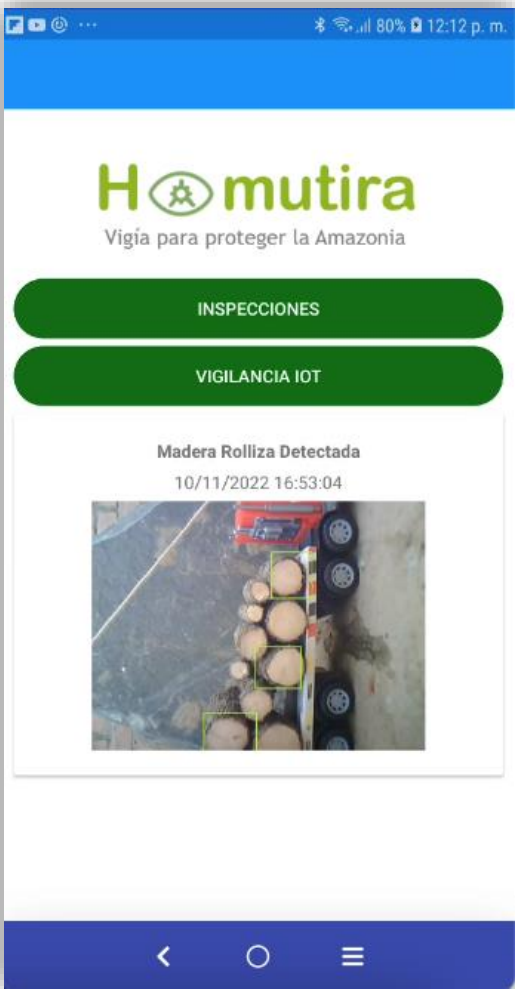 80% 12:12 p. m.
H mutira
Vigía para proteger la Amazonia
INSPECCIONES
VIGILANCIA IOT
Madera Rolliza Detectada
10/11/2022 16:53:04